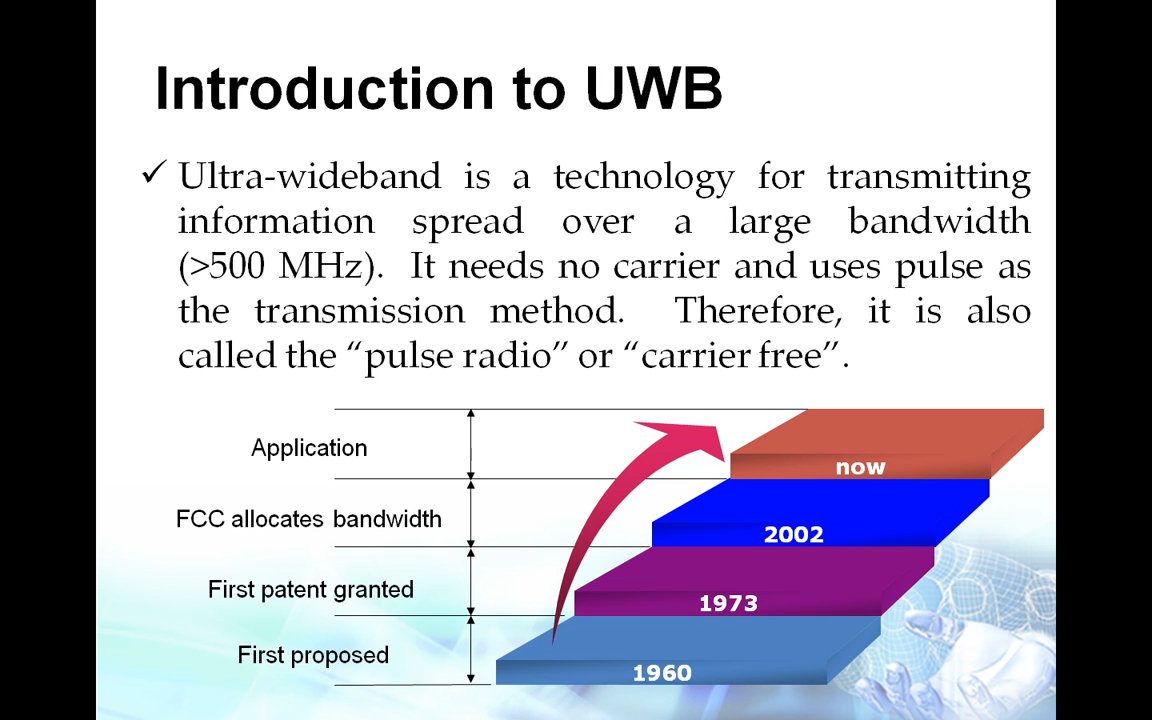 Introduction to UWB
✓ Ultra-wideband is a technology for transmitting
information spread over a large bandwidth
(>500 MHz). It needs no carrier and uses pulse as
the transmission method. Therefore, it is also
called the “pulse radio” or “carrier free”.
Application
now
FCC allocates bandwidth
2002
First patent granted
1973
First proposed
1960